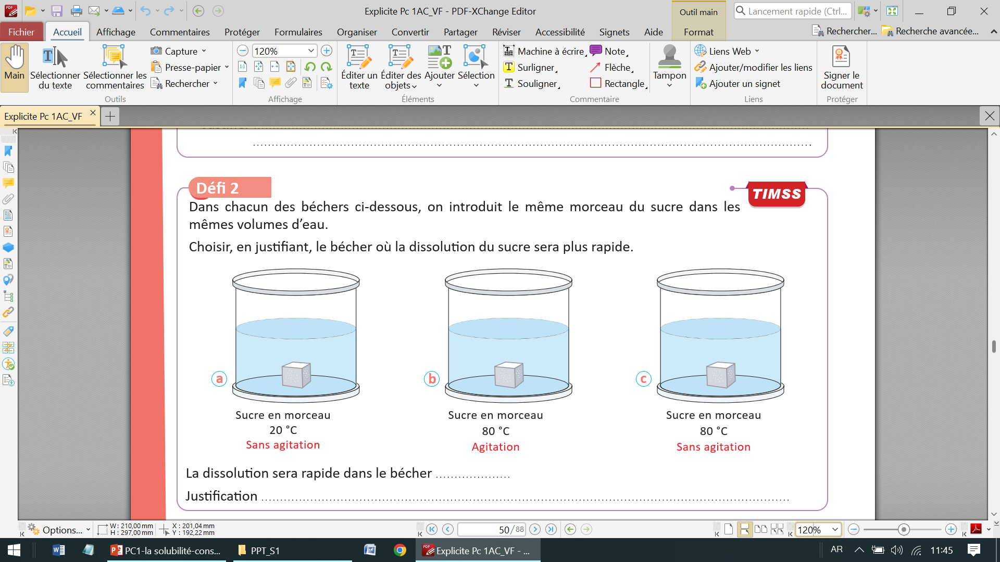 Explicite Pc 1AC_VF - PDF-XChange Editor
Outil main
Lancement rapide (Ctrl...
Fichier
Accueil
Affichage
Commentaires
Protéger
Formulaires
Organiser
Convertir
Partager
Réviser
Accessibilité
Signets
Aide
Format
Rechercher...
Recherche avancée...
Main
Sélectionner du texte
Sélectionner les commentaires
Capture
Presse-papier
Rechercher
Outils
120%
Affichage
Éditer un texte
Éditer des objets
Ajouter
Sélection
Éléments
Machine à écrire
Surligner
Souligner
Note
Flèche
Rectangle
Tampon
Commentaire
Liens Web
Ajouter/modifier les liens
Ajouter un signet
Liens
Signer le document
Protéger
Explicite Pc 1AC_VF
Défi 2
TIMSS
Dans chacun des béchers ci-dessous, on introduit le même morceau du sucre dans les
mêmes volumes d’eau.
Choisir, en justifiant, le bécher où la dissolution du sucre sera plus rapide.
a
b
c
Sucre en morceau
20 °C
Sans agitation
Sucre en morceau
80 °C
Agitation
Sucre en morceau
80 °C
Sans agitation
La dissolution sera rapide dans le bécher ....................
Justification ....................
Options...
W : 210,00 mm
H : 297,00 mm
X : 201,04 mm
Y : 192,22 mm
50 / 88
120%
PC1-la solubilité-cons...
PPT_S1
Explicite Pc 1AC_VF - ...
AR
11:45